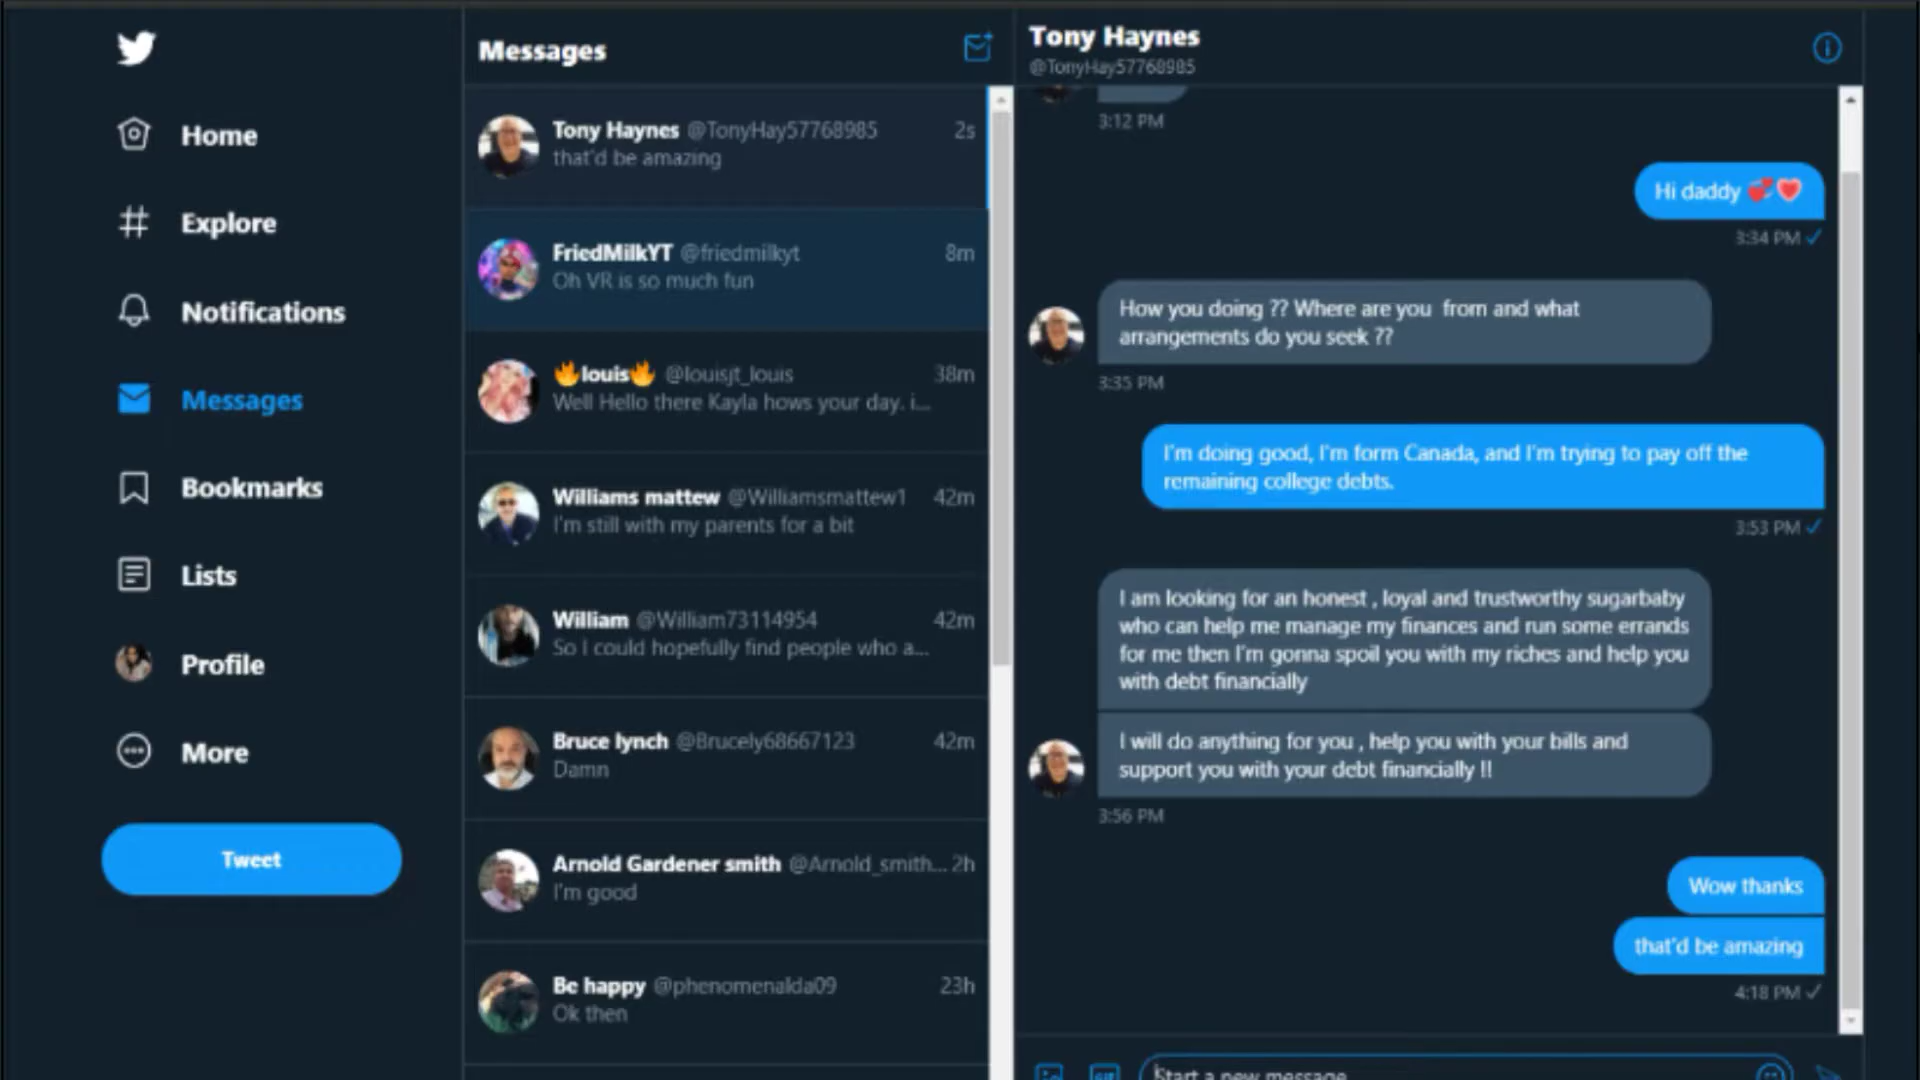 Home
Explore
Notifications
Messages
Bookmarks
Lists
Profile
More
Tweet
Messages
Tony Haynes @TonyHay57768985 2s
that'd be amazing
FriedMilkYT @friedmilkyt 8m
Oh VR is so much fun
🔥louis🔥 @louisjt_louis 38m
Well Hello there Kayla hows your day. i...
Williams mattew @Williamsmattew1 42m
I'm still with my parents for a bit
William @William73114954 42m
So I could hopefully find people who a...
Bruce lynch @Brucely68667123 42m
Damn
Arnold Gardener smith @Arnold_smith... 2h
I'm good
Be happy @phenomenalda09 23h
Ok then
Tony Haynes
@TonyHay57768985
3:12 PM
Hi daddy 💞❤️
3:34 PM ✓
How you doing ?? Where are you from and what
arrangements do you seek ??
3:35 PM
I'm doing good, I'm form Canada, and I'm trying to pay off the
remaining college debts.
3:53 PM ✓
I am looking for an honest , loyal and trustworthy sugarbaby
who can help me manage my finances and run some errands
for me then I'm gonna spoil you with my riches and help you
with debt financially
I will do anything for you , help you with your bills and
support you with your debt financially !!
3:56 PM
Wow thanks
that'd be amazing
4:18 PM ✓
GIF
Start a new message